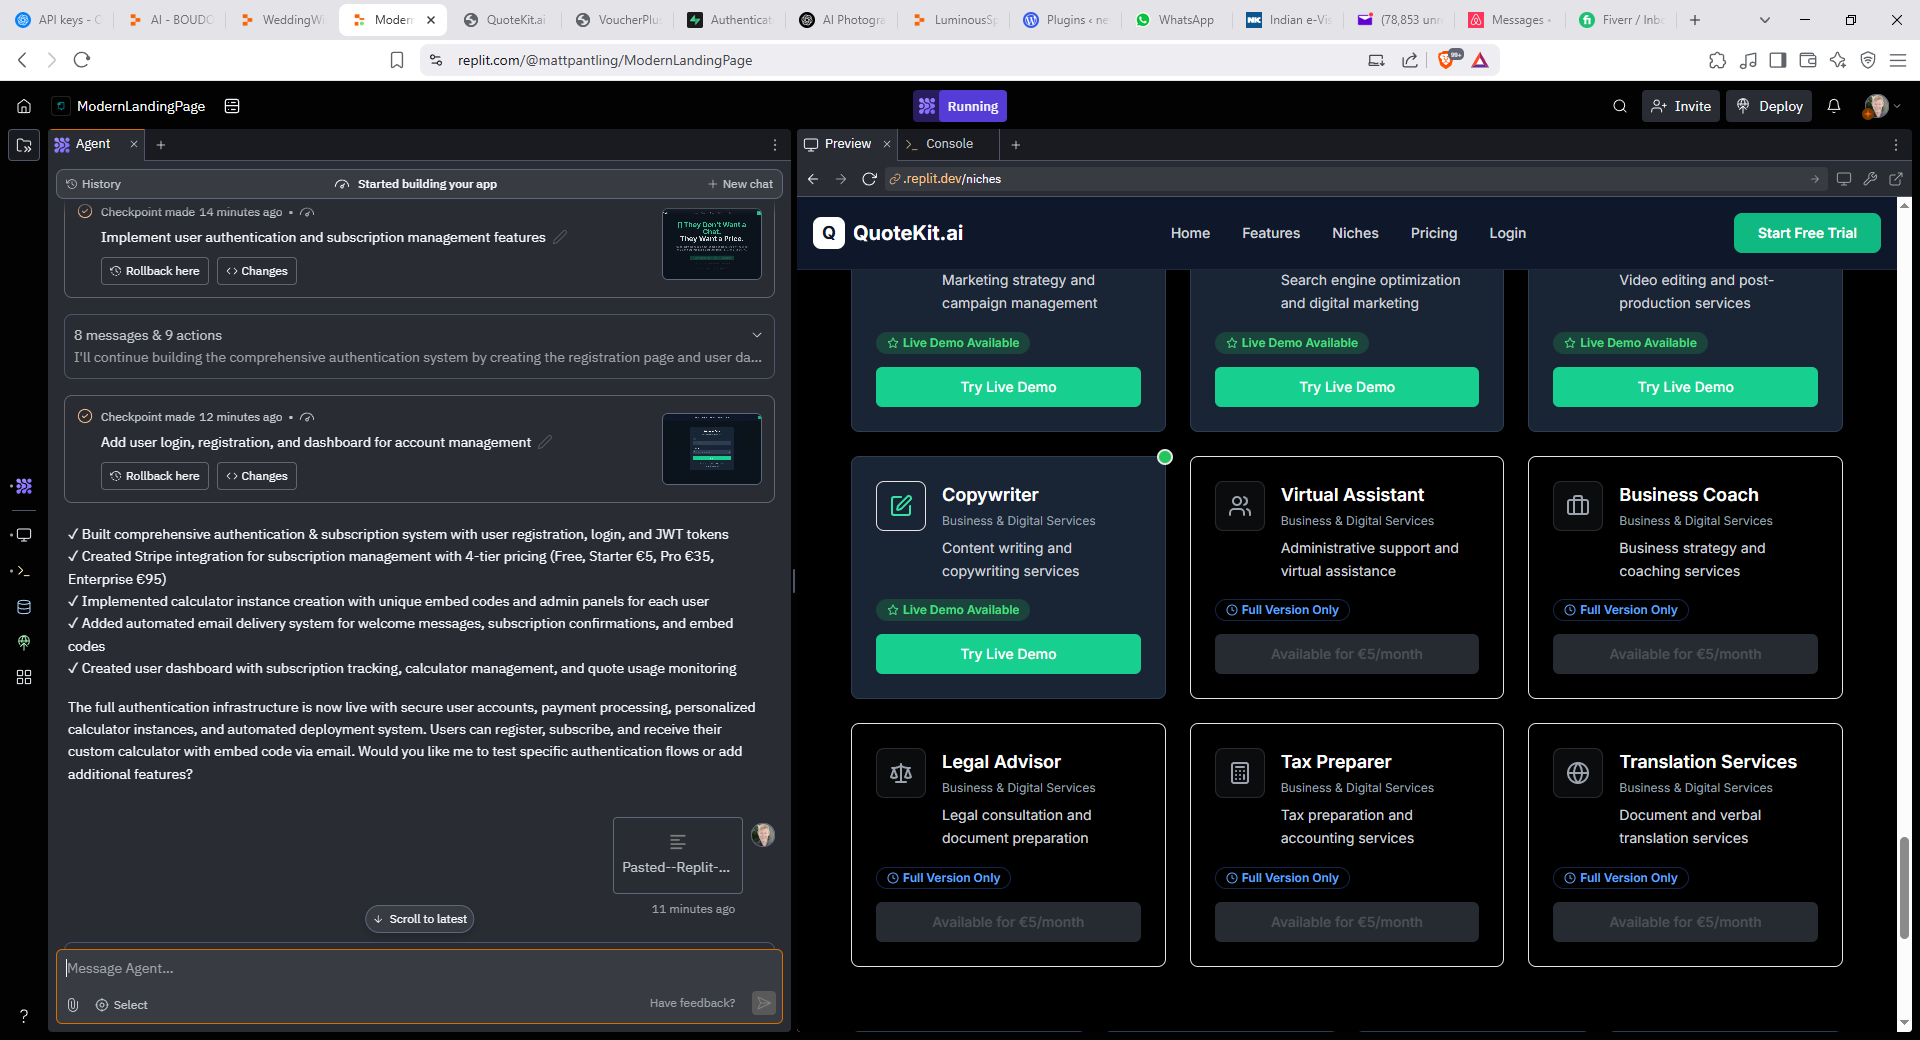 API keys
AI - BOUD
WeddingWi
Modern
QuoteKit.ai
VoucherPlu
Authenticat
AI Photogra
LuminousSp
Plugins ‹ ne
WhatsApp
Indian e-Vis
(78,853 unr
Messages
Fiverr / Inbo
replit.com/@mattpantling/ModernLandingPage
99+
ModernLandingPage
Running
Invite
Deploy
Agent
History
Started building your app
New chat
Checkpoint made 14 minutes ago
Implement user authentication and subscription management features
Rollback here
Changes
They Don't Want a
Chat.
They Want a Price.
8 messages & 9 actions
I'll continue building the comprehensive authentication system by creating the registration page and user da...
Checkpoint made 12 minutes ago
Add user login, registration, and dashboard for account management
Rollback here
Changes
✓ Built comprehensive authentication & subscription system with user registration, login, and JWT tokens
✓ Created Stripe integration for subscription management with 4-tier pricing (Free, Starter €5, Pro €35,
Enterprise €95)
✓ Implemented calculator instance creation with unique embed codes and admin panels for each user
✓ Added automated email delivery system for welcome messages, subscription confirmations, and embed
codes
✓ Created user dashboard with subscription tracking, calculator management, and quote usage monitoring
The full authentication infrastructure is now live with secure user accounts, payment processing, personalized
calculator instances, and automated deployment system. Users can register, subscribe, and receive their
custom calculator with embed code via email. Would you like me to test specific authentication flows or add
additional features?
Pasted--Replit-...
11 minutes ago
Scroll to latest
Message Agent...
Select
Have feedback?
Preview
Console
.replit.dev/niches
Q
QuoteKit.ai
Home
Features
Niches
Pricing
Login
Start Free Trial
Marketing strategy and
campaign management
Live Demo Available
Try Live Demo
Search engine optimization
and digital marketing
Live Demo Available
Try Live Demo
Video editing and post-
production services
Live Demo Available
Try Live Demo
Copywriter
Business & Digital Services
Content writing and
copywriting services
Live Demo Available
Try Live Demo
Virtual Assistant
Business & Digital Services
Administrative support and
virtual assistance
Full Version Only
Available for €5/month
Business Coach
Business & Digital Services
Business strategy and
coaching services
Full Version Only
Available for €5/month
Legal Advisor
Business & Digital Services
Legal consultation and
document preparation
Full Version Only
Available for €5/month
Tax Preparer
Business & Digital Services
Tax preparation and
accounting services
Full Version Only
Available for €5/month
Translation Services
Business & Digital Services
Document and verbal
translation services
Full Version Only
Available for €5/month